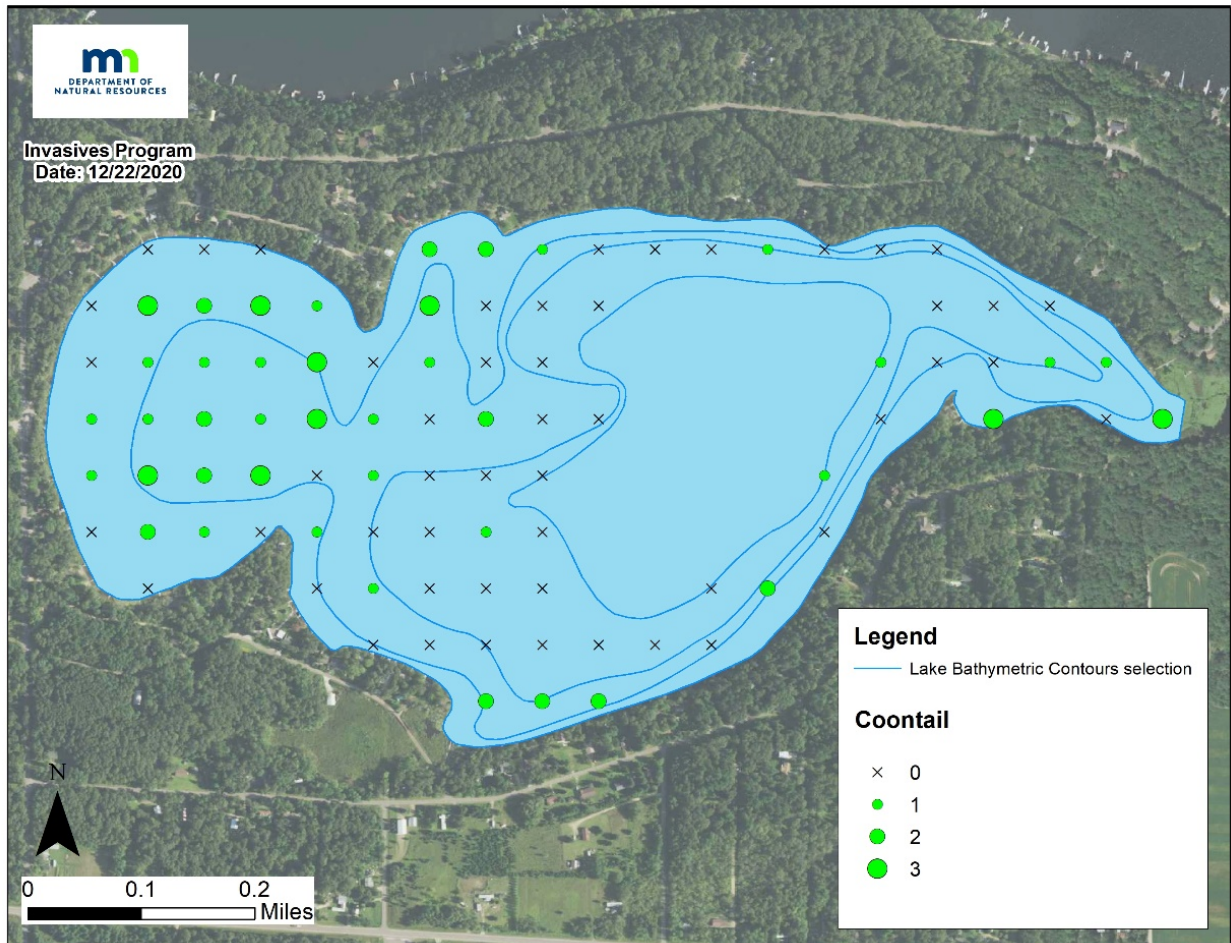 DEPARTMENT OF
NATURAL RESOURCES
Invasives Program
Date: 12/22/2020
N
0 0.1 0.2
Miles
Legend
Lake Bathymetric Contours selection
Coontail
0
1
2
3